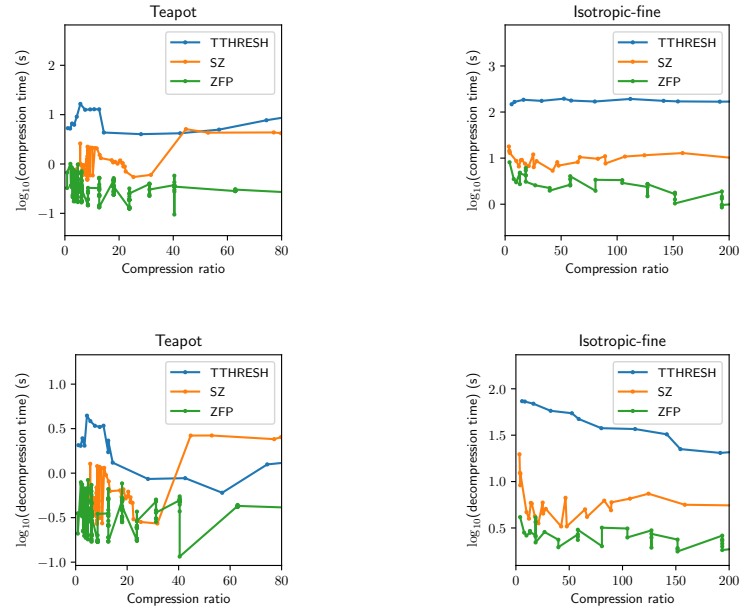 Teapot
log10(compression time) (s)
2
1
0
−1
0 20 40 60 80
Compression ratio
TTHRESH
SZ
ZFP
Isotropic-fine
log10(compression time) (s)
3
2
1
0
0 50 100 150 200
Compression ratio
TTHRESH
SZ
ZFP
Teapot
log10(decompression time) (s)
1.0
0.5
0.0
−0.5
−1.0
0 20 40 60 80
Compression ratio
TTHRESH
SZ
ZFP
Isotropic-fine
log10(decompression time) (s)
2.0
1.5
1.0
0.5
0 50 100 150 200
Compression ratio
TTHRESH
SZ
ZFP